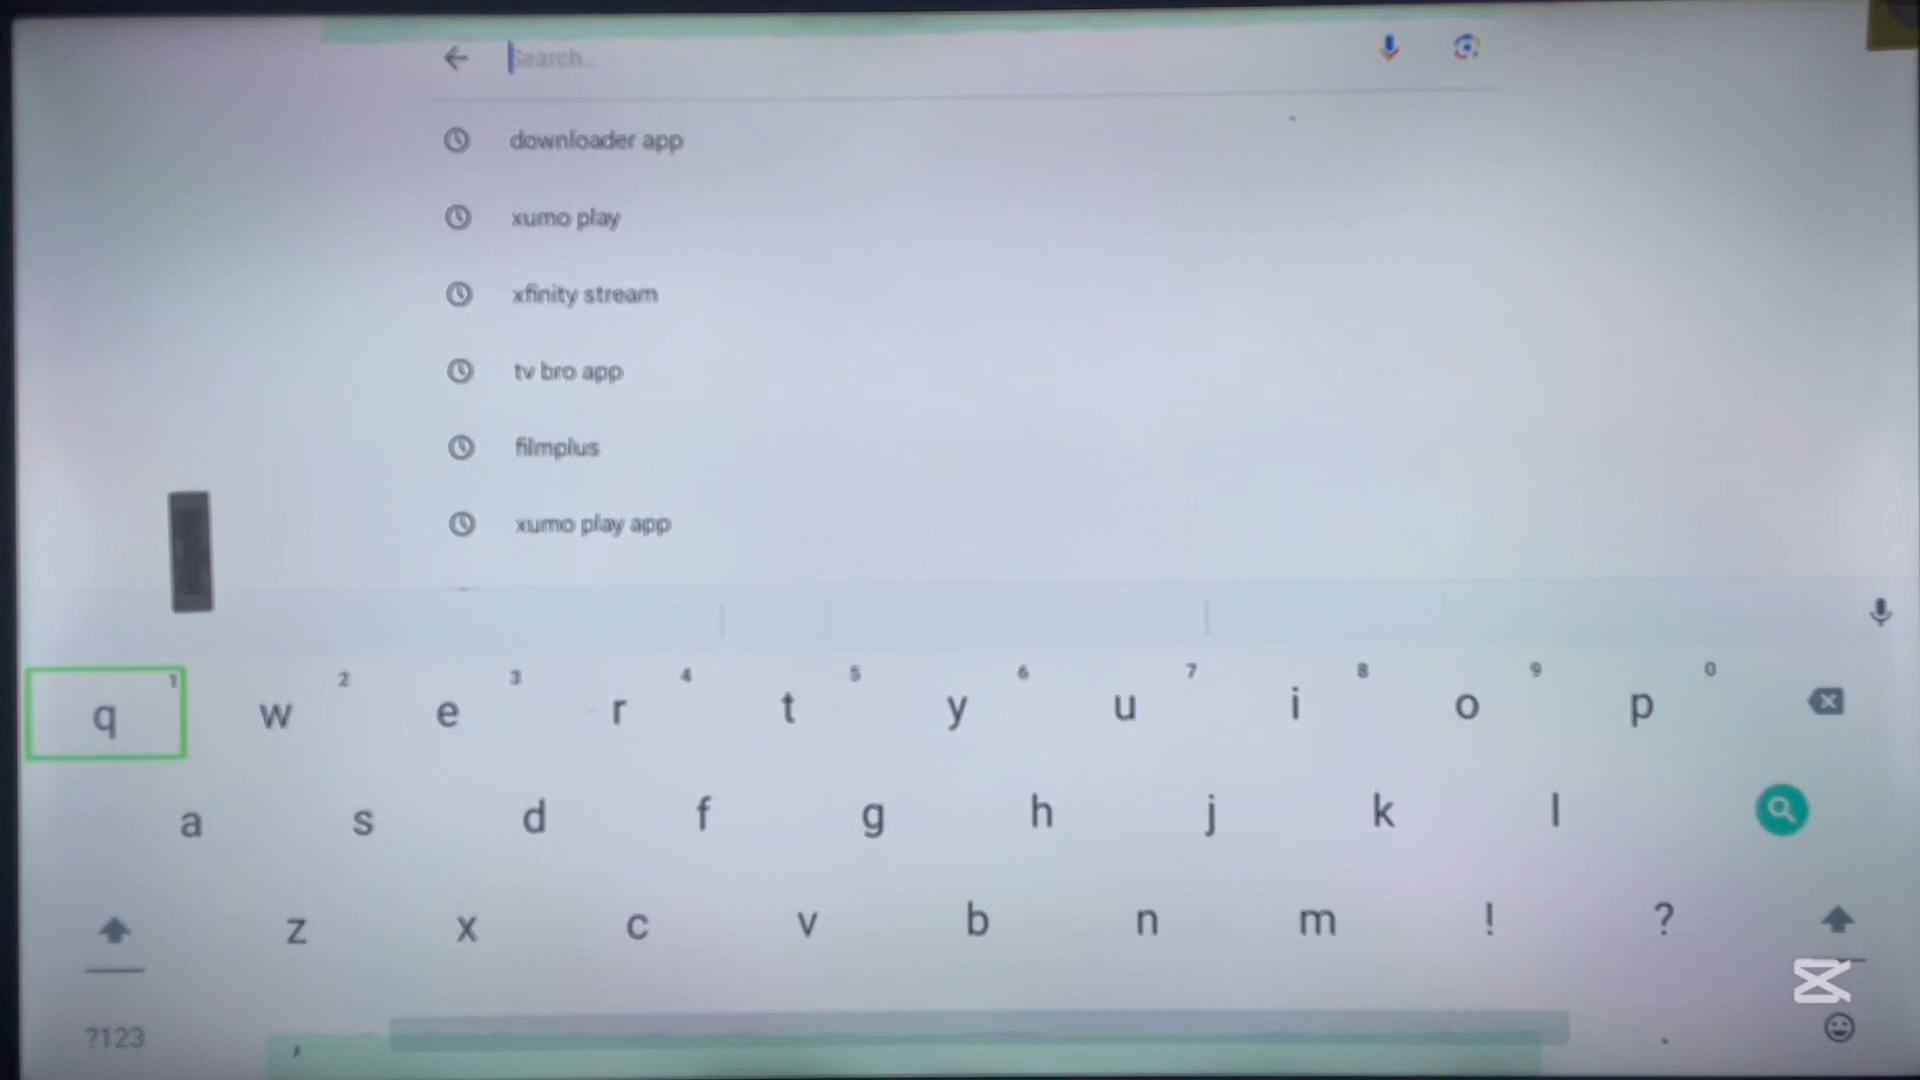 Search...
downloader app
xumo play
xfinity stream
tv bro app
filmplus
xumo play app
1 2 3 4 5 6 7 8 9 0
q w e r t y u i o p
a s d f g h j k l
z x c v b n m ! ?
?123 , .